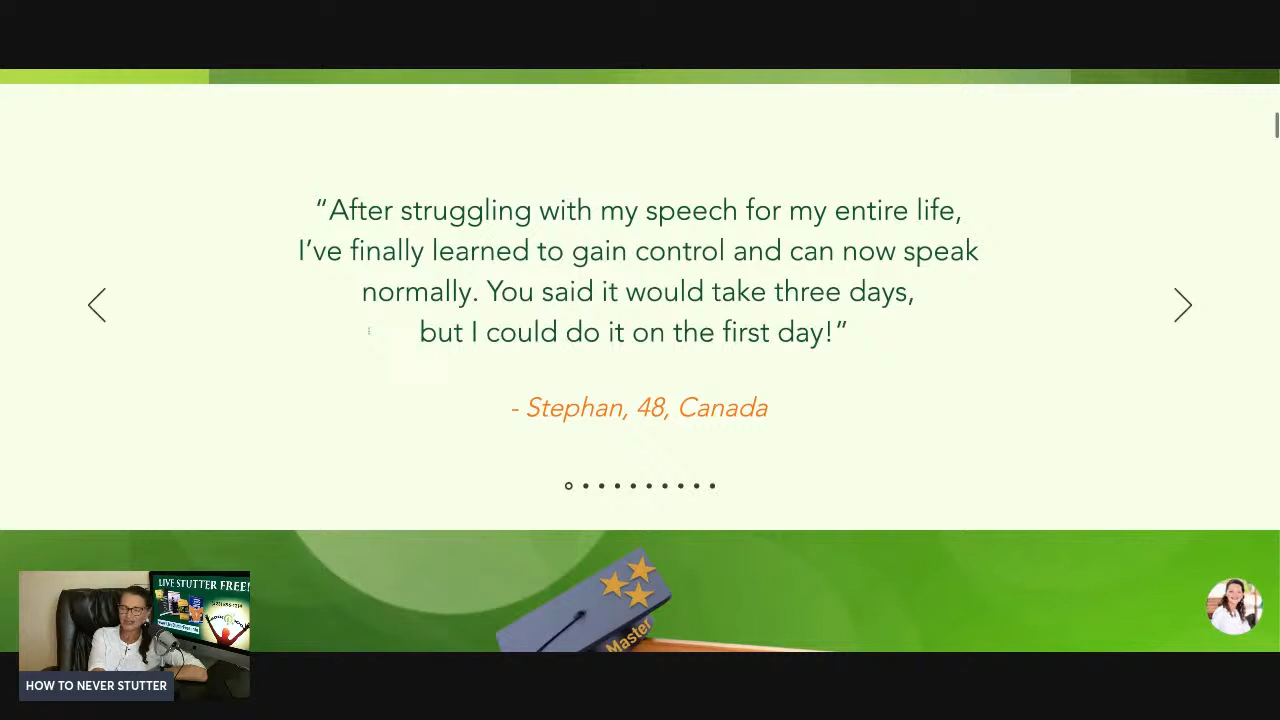 “After struggling with my speech for my entire life,
I’ve finally learned to gain control and can now speak
normally. You said it would take three days,
but I could do it on the first day!”
- Stephan, 48, Canada
Master
LIVE STUTTER FREE!
HOW TO NEVER STUTTER